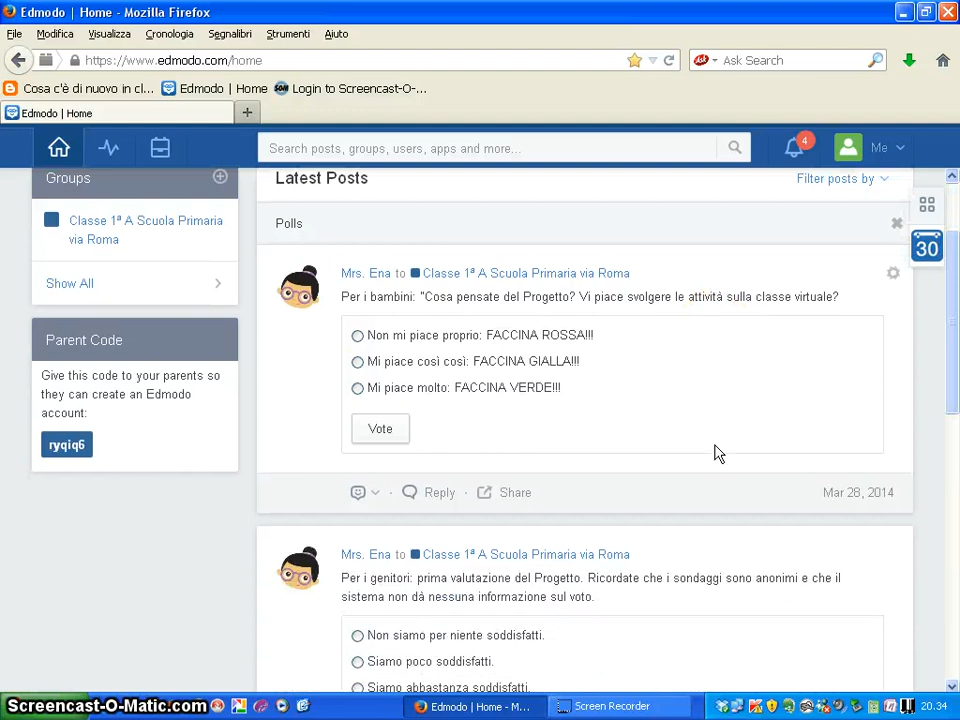 Edmodo | Home - Mozilla Firefox
File Modifica Visualizza Cronologia Segnalibri Strumenti Aiuto
https://www.edmodo.com/home
Ask Search
Cosa c'è di nuovo in cl... Edmodo | Home Login to Screencast-O-...
Edmodo | Home
Search posts, groups, users, apps and more...
4
Me
Groups
Classe 1ª A Scuola Primaria
via Roma
Show All
Parent Code
Give this code to your parents so
they can create an Edmodo
account:
ryqiq6
Latest Posts
Filter posts by
Polls
30
Mrs. Ena to Classe 1ª A Scuola Primaria via Roma
Per i bambini: "Cosa pensate del Progetto? Vi piace svolgere le attività sulla classe virtuale?
Non mi piace proprio: FACCINA ROSSA!!!
Mi piace così così: FACCINA GIALLA!!!
Mi piace molto: FACCINA VERDE!!!
Vote
Reply Share Mar 28, 2014
Mrs. Ena to Classe 1ª A Scuola Primaria via Roma
Per i genitori: prima valutazione del Progetto. Ricordate che i sondaggi sono anonimi e che il
sistema non dà nessuna informazione sul voto.
Non siamo per niente soddisfatti.
Siamo poco soddisfatti.
Siamo abbastanza soddisfatti.
Screencast-O-Matic.com Edmodo | Home - M... Screen Recorder 20.34